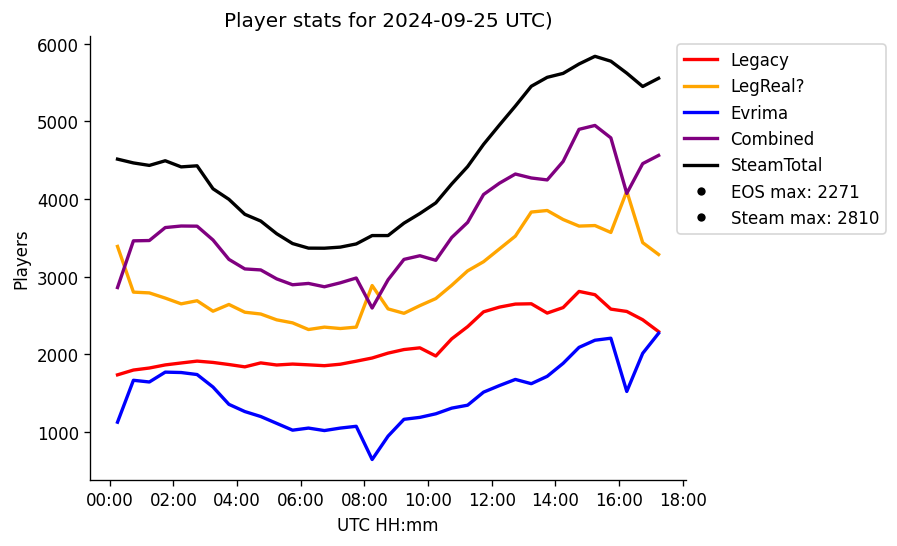 Player stats for 2024-09-25 UTC)
6000
5000
4000
3000
2000
1000
Players
00:00 02:00 04:00 06:00 08:00 10:00 12:00 14:00 16:00 18:00
UTC HH:mm
Legacy
LegReal?
Evrima
Combined
SteamTotal
EOS max: 2271
Steam max: 2810